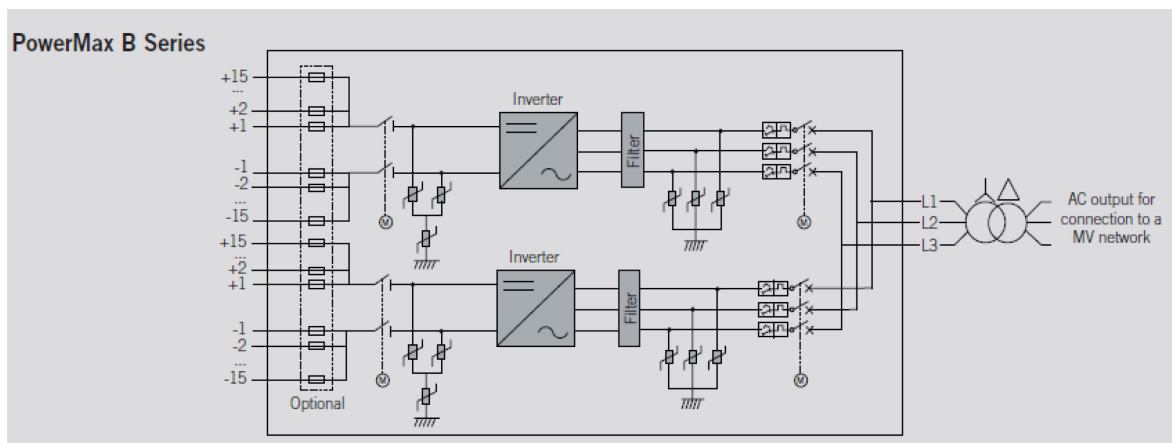 PowerMax B Series
+15
...
+2
+1
-1
-2
...
-15
+15
...
+2
+1
-1
-2
...
-15
Optional
Inverter
Filter
M
M
Inverter
Filter
M
M
L1
L2
L3
AC output for
connection to a
MV network